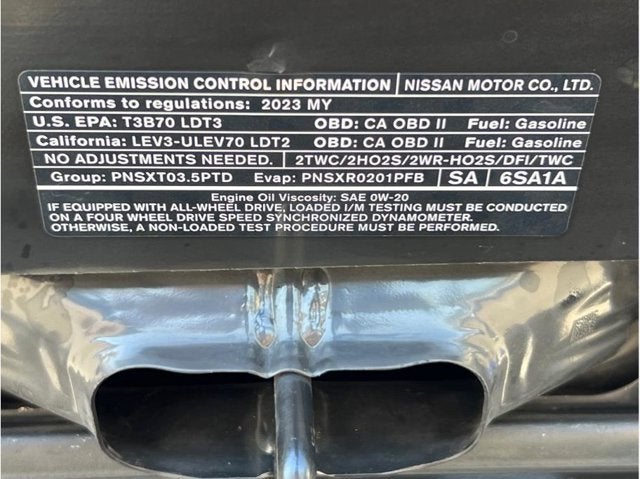 VEHICLE EMISSION CONTROL INFORMATION NISSAN MOTOR CO., LTD.
Conforms to regulations: 2023 MY
U.S. EPA: T3B70 LDT3 OBD: CA OBD II Fuel: Gasoline
California: LEV3-ULEV70 LDT2 OBD: CA OBD II Fuel: Gasoline
NO ADJUSTMENTS NEEDED. 2TWC/2HO2S/2WR-HO2S/DFI/TWC
Group: PNSXT03.5PTD Evap: PNSXR0201PFB SA 6SA1A
Engine Oil Viscosity: SAE 0W-20
IF EQUIPPED WITH ALL-WHEEL DRIVE, LOADED I/M TESTING MUST BE CONDUCTED
ON A FOUR WHEEL DRIVE SPEED SYNCHRONIZED DYNAMOMETER.
OTHERWISE, A NON-LOADED TEST PROCEDURE MUST BE PERFORMED.